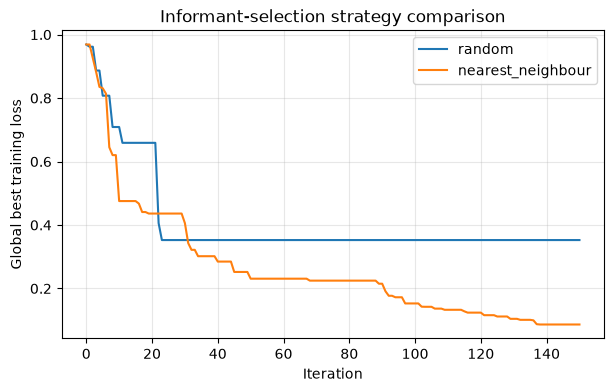 Informant-selection strategy comparison
random
nearest_neighbour
Global best training loss
1.0
0.8
0.6
0.4
0.2
0 20 40 60 80 100 120 140
Iteration